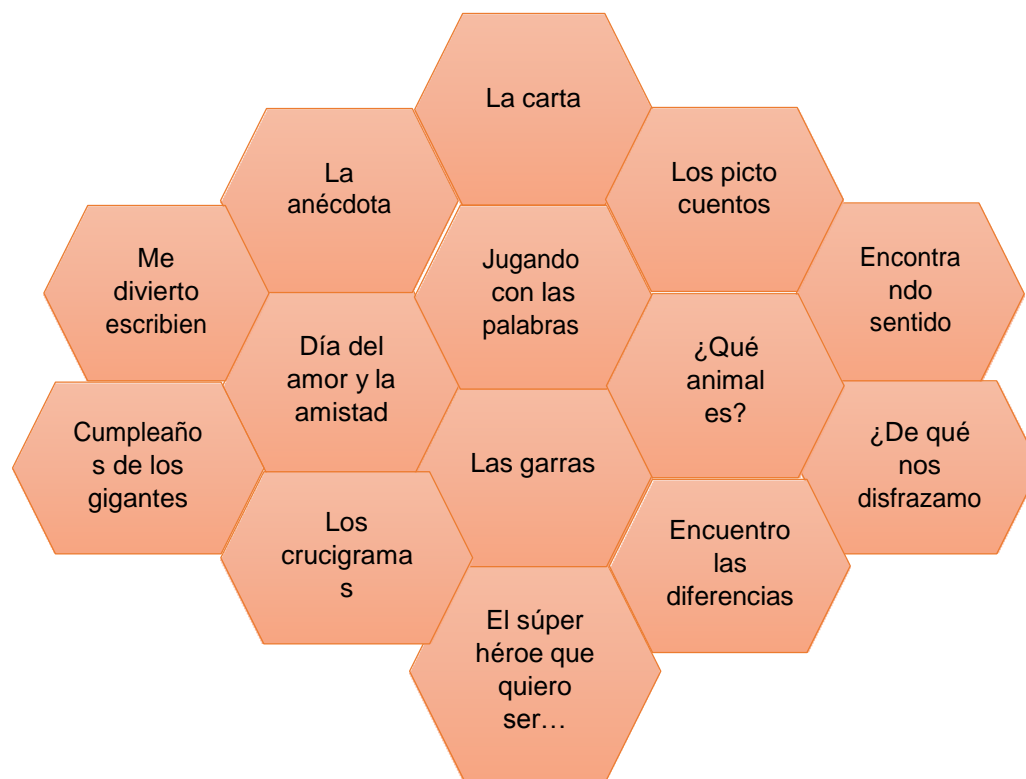 La carta
La
anécdota
Los picto
cuentos
Me
divierto
escribien
Jugando
con las
palabras
Encontra
ndo
sentido
Día del
amor y la
amistad
¿Qué
animal
es?
Cumpleaño
s de los
gigantes
Las garras
¿De qué
nos
disfrazamo
Los
crucigrama
s
Encuentro
las
diferencias
El súper
héroe que
quiero
ser…